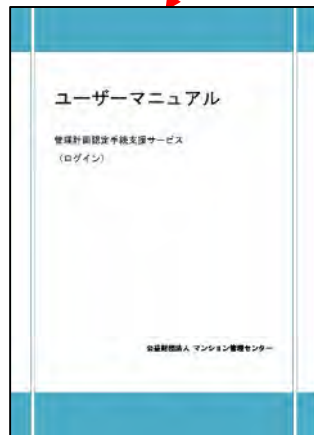 ユーザーマニュアル
管理計画認定手続支援サービス
（ログイン）
公益財団法人 マンション管理センター